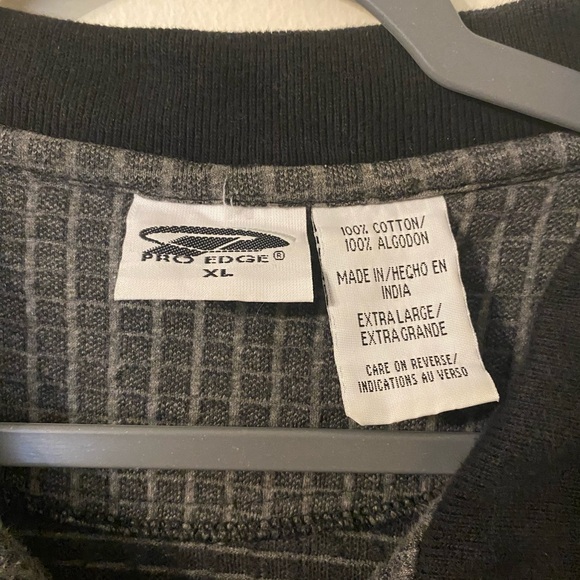 PRO EDGE®
XL
100% COTTON/
100% ALGODON
MADE IN/HECHO EN
INDIA
EXTRA LARGE/
EXTRA GRANDE
CARE ON REVERSE/
INDICATIONS AU VERSO